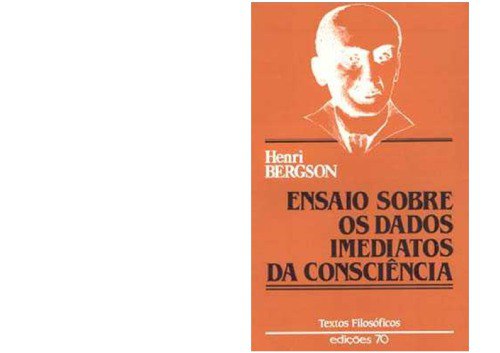 Henri
BERGSON
ENSAIO SOBRE
OS DADOS
IMEDIATOS
DA CONSCIÊNCIA
Textos Filosóficos
edições 70